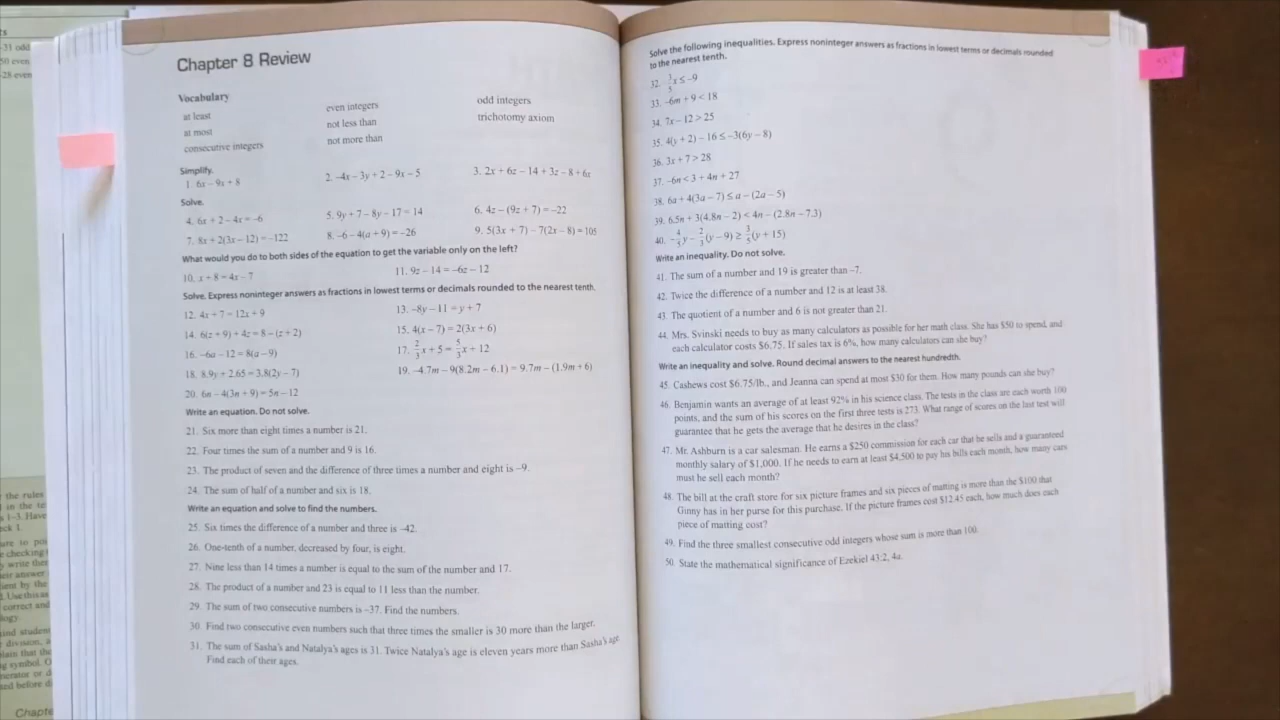 -31 odd
50 even
-28 even
Chapter 8 Review
Vocabulary
at least
at most
consecutive integers
even integers
not less than
not more than
odd integers
trichotomy axiom
Simplify.
1. 6x − 9x + 8
2. -4x − 3y + 2 − 9x − 5
3. 2x + 6z − 14 + 3z − 8 + 6x
Solve.
4. 6x + 2 − 4x = −6
5. 9y + 7 − 8y − 17 = 14
6. 4z − (9z + 7) = −22
7. 8x + 2(3x − 12) = −122
8. −6 − 4(a + 9) = −26
9. 5(3x + 7) − 7(2x − 8) = 105
What would you do to both sides of the equation to get the variable only on the left?
10. x + 8 = 4x − 7
11. 9z − 14 = −6z − 12
Solve. Express noninteger answers as fractions in lowest terms or decimals rounded to the nearest tenth.
12. 4x + 7 = 12x + 9
13. −8y − 11 = y + 7
14. 6(z + 9) + 4z = 8 − (z + 2)
15. 4(x − 7) = 2(3x + 6)
16. −6a − 12 = 8(a − 9)
17. 2/3 x + 5 = 5/3 x + 12
18. 8.9y + 2.65 = 3.8(2y − 7)
19. −4.7m − 9(8.2m − 6.1) = 9.7m − (1.9m + 6)
20. 6n − 4(3n + 9) = 5n − 12
Write an equation. Do not solve.
21. Six more than eight times a number is 21.
22. Four times the sum of a number and 9 is 16.
23. The product of seven and the difference of three times a number and eight is −9.
24. The sum of half of a number and six is 18.
Write an equation and solve to find the numbers.
25. Six times the difference of a number and three is −42.
26. One-tenth of a number, decreased by four, is eight.
27. Nine less than 14 times a number is equal to the sum of the number and 17.
28. The product of a number and 23 is equal to 11 less than the number.
29. The sum of two consecutive numbers is −37. Find the numbers.
30. Find two consecutive even numbers such that three times the smaller is 30 more than the larger.
31. The sum of Sasha's and Natalya's ages is 31. Twice Natalya's age is eleven years more than Sasha's age.
Find each of their ages.
Solve the following inequalities. Express noninteger answers as fractions in lowest terms or decimals rounded
to the nearest tenth.
32. x ≤ −9
33. −6m + 9 < 18
34. 7x − 12 > 25
35. 4(y + 2) − 16 ≤ −3(6y − 8)
36. 3x + 7 > 28
37. −6n < 3 + 4n + 27
38. 6a + 4(3a − 7) ≤ a − (2a − 5)
39. 6.5n + 3(4.8n − 2) < 4n − (2.8n − 7.3)
40. y − 2/3 (y − 9) ≥ 3/5 (y + 15)
Write an inequality. Do not solve.
41. The sum of a number and 19 is greater than −7.
42. Twice the difference of a number and 12 is at least 38.
43. The quotient of a number and 6 is not greater than 21.
44. Mrs. Svinski needs to buy as many calculators as possible for her math class. She has $50 to spend, and
each calculator costs $6.75. If sales tax is 6%, how many calculators can she buy?
Write an inequality and solve. Round decimal answers to the nearest hundredth.
45. Cashews cost $6.75/lb., and Jeanna can spend at most $30 for them. How many pounds can she buy?
46. Benjamin wants an average of at least 92% in his science class. The tests in the class are each worth 100
points, and the sum of his scores on the first three tests is 273. What range of scores on the last test will
guarantee that he gets the average that he desires in the class?
47. Mr. Ashburn is a car salesman. He earns a $250 commission for each car that he sells and a guaranteed
monthly salary of $1,000. If he needs to earn at least $4,500 to pay his bills each month, how many cars
must he sell each month?
48. The bill at the craft store for six picture frames and six pieces of matting is more than the $100 that
Ginny has in her purse for this purchase. If the picture frames cost $12.45 each, how much does each
piece of matting cost?
49. Find the three smallest consecutive odd integers whose sum is more than 100.
50. State the mathematical significance of Ezekiel 43:2, 4a.
the rules
in the te
1–3. Have
Chapte